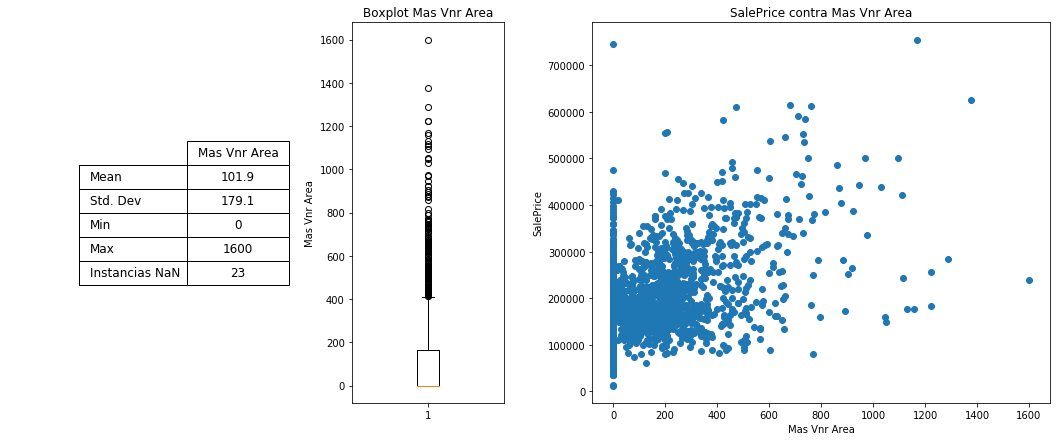 Mas Vnr Area
Mean 101.9
Std. Dev 179.1
Min 0
Max 1600
Instancias NaN 23
Boxplot Mas Vnr Area
Mas Vnr Area
1600
1400
1200
1000
800
600
400
200
0
1
SalePrice contra Mas Vnr Area
SalePrice
700000
600000
500000
400000
300000
200000
100000
0
0 200 400 600 800 1000 1200 1400 1600
Mas Vnr Area